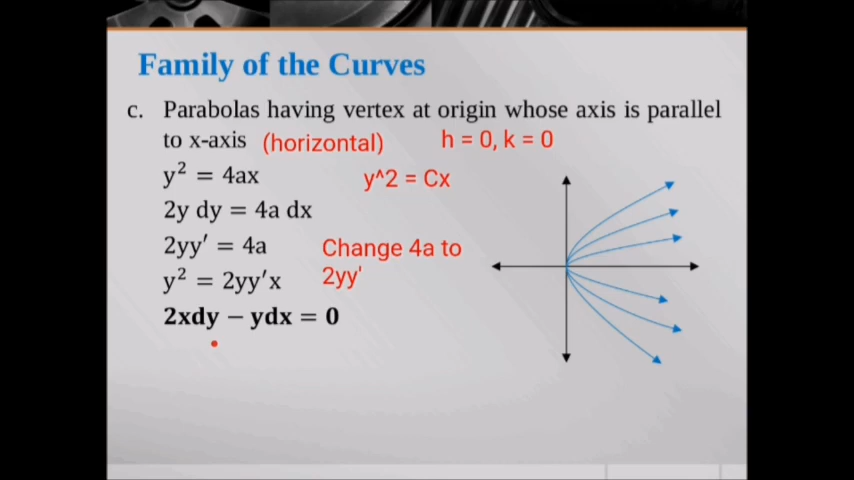 Family of the Curves
c. Parabolas having vertex at origin whose axis is parallel
to x-axis (horizontal) h = 0, k = 0
y² = 4ax y^2 = Cx
2y dy = 4a dx
2yy′ = 4a Change 4a to
y² = 2yy′x 2yy'
2xdy − ydx = 0